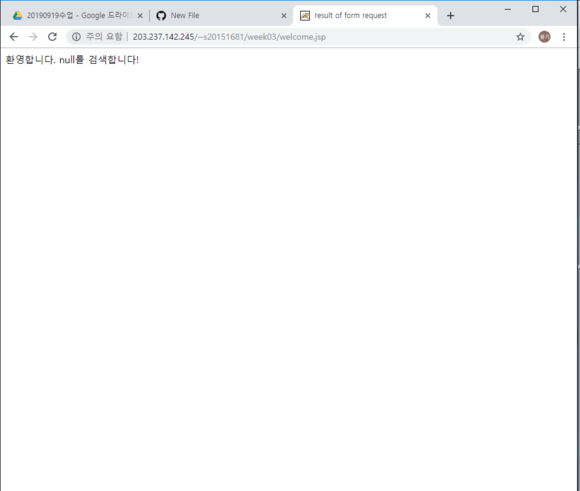 20190919수업 - Google 드라이
New File
result of form request
주의 요함 | 203.237.142.245/~s20151681/week03/welcome.jsp
환영합니다. null를 검색합니다!